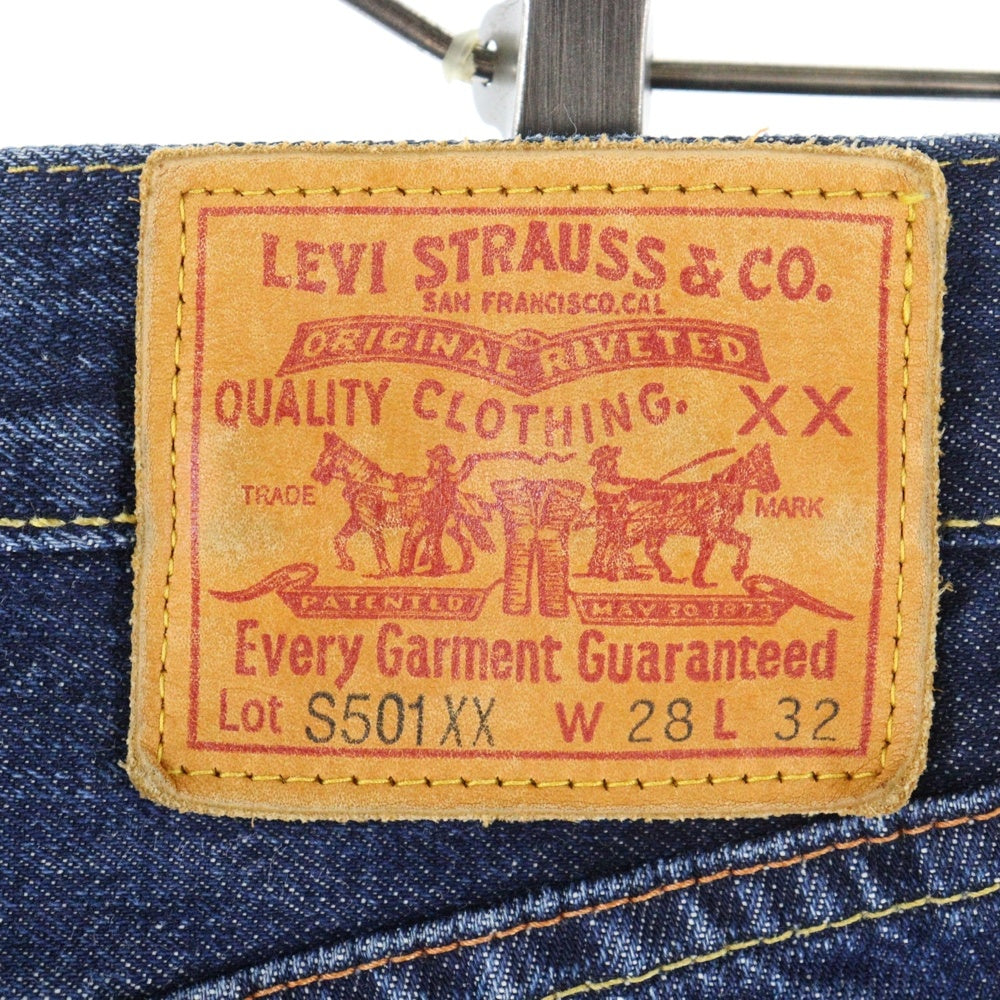 LEVI STRAUSS & CO.
SAN FRANCISCO, CAL
ORIGINAL RIVETED
QUALITY CLOTHING. XX
TRADE MARK
PATENTED MAY 20 1873
Every Garment Guaranteed
Lot S501XX W 28 L 32